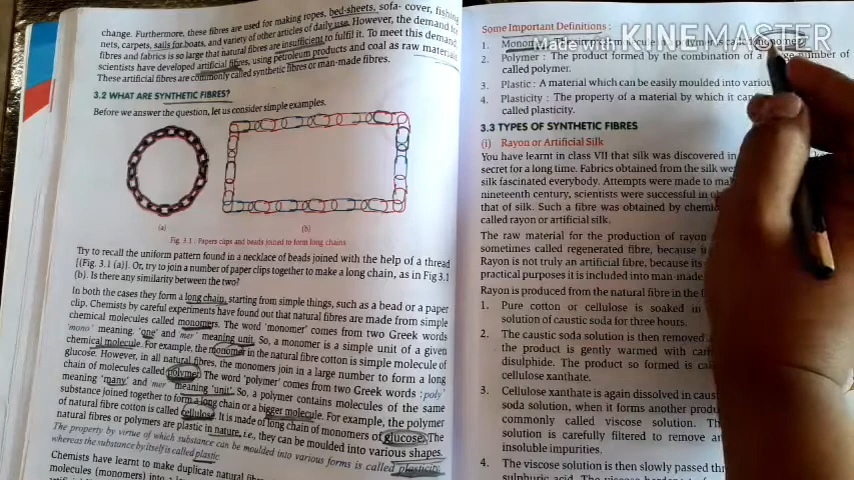 change. Furthermore, these fibres are used for making ropes, bed-sheets, sofa- cover, fishing
nets, carpets, sails for boats, and variety of other articles of daily use. However, the demand for
fibres and fabrics is so large that natural fibres are insufficient to fulfil it. To meet this demand,
scientists have developed artificial fibres, using petroleum products and coal as raw materials.
These artificial fibres are commonly called synthetic fibres or man-made fibres.
3.2 WHAT ARE SYNTHETIC FIBRES?
Before we answer the question, let us consider simple examples.
(a) (b)
Fig. 3.1 : Papers clips and beads joined to form long chains
Try to recall the uniform pattern found in a necklace of beads joined with the help of a thread
[(Fig. 3.1 (a)]. Or, try to join a number of paper clips together to make a long chain, as in Fig 3.1
(b). Is there any similarity between the two?
In both the cases they form a long chain, starting from simple things, such as a bead or a paper
clip. Chemists by careful experiments have found out that natural fibres are made from simple
chemical molecules called monomers. The word 'monomer' comes from two Greek words
'mono' meaning 'one' and 'mer' meaning unit. So, a monomer is a simple unit of a given
chemical molecule. For example, the monomer in the natural fibre cotton is simple molecule of
glucose. However, in all natural fibres, the monomers join in a large number to form a long
chain of molecules called polymer. The word 'polymer' comes from two Greek words : 'poly'
meaning 'many' and 'mer' meaning 'unit'. So, a polymer contains molecules of the same
substance joined together to form a long chain or a bigger molecule. For example, the polymer
of natural fibre cotton is called cellulose. It is made of long chain of monomers of glucose. The
natural fibres or polymers are plastic in nature, i.e., they can be moulded into various shapes.
The property by virtue of which substance can be moulded into various forms is called plasticity
whereas the substance by itself is called plastic.
Chemists have learnt to make duplicate natural
molecules (monomers) into a
Some Important Definitions :
1. is called
2. Polymer : The product formed by the combination of a large number of
called polymer.
3. Plastic : A material which can be easily moulded into
4. Plasticity : The property of a material by which it can
called plasticity.
3.3 TYPES OF SYNTHETIC FIBRES
(i) Rayon or Artificial Silk
You have learnt in class VII that silk was discovered in
secret for a long time. Fabrics obtained from the silk
silk fascinated everybody. Attempts were made to
nineteenth century, scientists were successful in
that of silk. Such a fibre was obtained by
called rayon or artificial silk.
The raw material for the production of rayon
sometimes called regenerated fibre, because
Rayon is not truly an artificial fibre, because its
practical purposes it is included into man-made
Rayon is produced from the natural fibre in the
1. Pure cotton or cellulose is soaked in
solution of caustic soda for three hours.
2. The caustic soda solution is then removed
the product is gently warmed with
disulphide. The product so formed is
cellulose xanthate.
3. Cellulose xanthate is again dissolved in
soda solution, when it forms another
commonly called viscose solution.
solution is carefully filtered to remove
insoluble impurities.
4. The viscose solution is then slowly passed
sulphuric acid.
Made with KINEMASTER